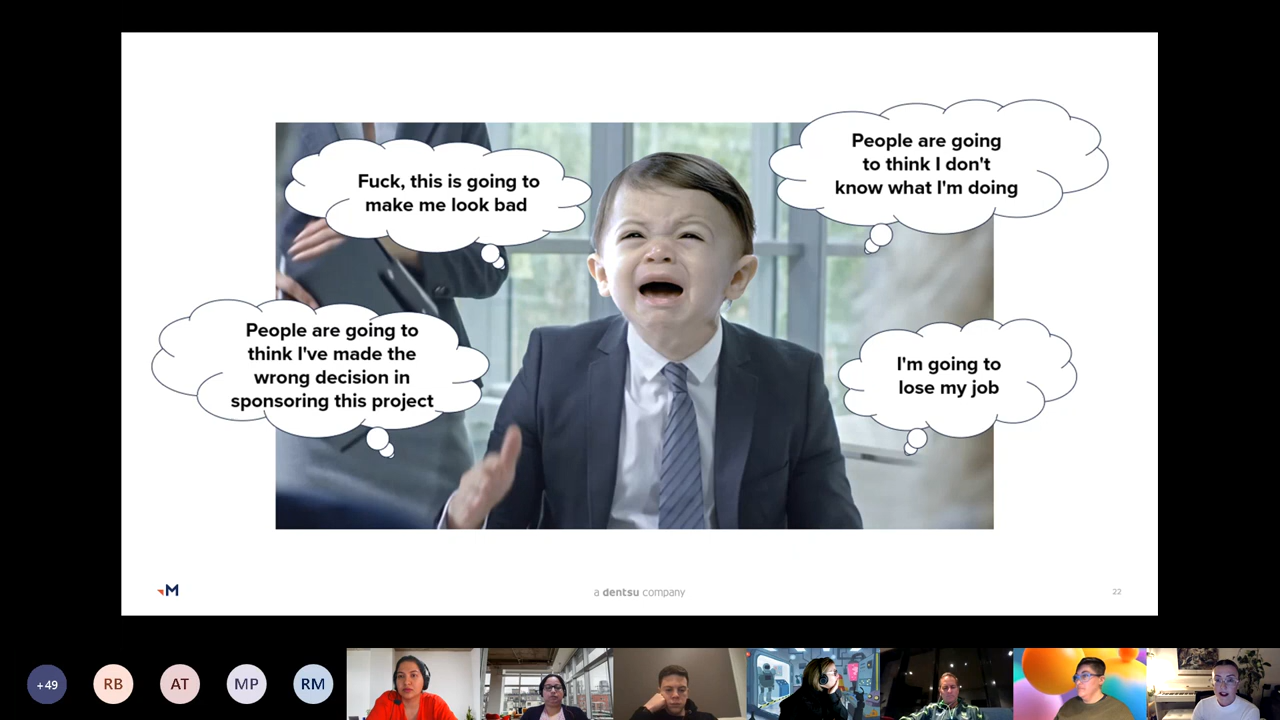 Fuck, this is going to
make me look bad
People are going
to think I don't
know what I'm doing
People are going to
think I've made the
wrong decision in
sponsoring this project
I'm going to
lose my job
M
a dentsu company
22
+49
RB
AT
MP
RM